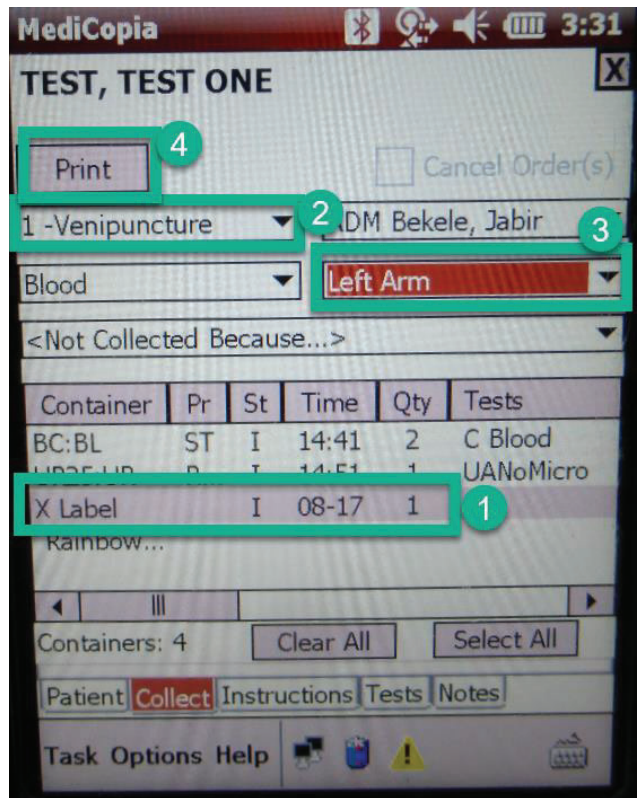 MediCopia 3:31
TEST, TEST ONE X
4
Print Cancel Order(s)
1 -Venipuncture 2 DM Bekele, Jabir
3
Blood Left Arm
<Not Collected Because...>
Container Pr St Time Qty Tests
BC:BL ST I 14:41 2 C Blood
1 UANoMicro
X Label I 08-17 1 1
Rainbow...
Containers: 4 Clear All Select All
Patient Collect Instructions Tests Notes
Task Options Help